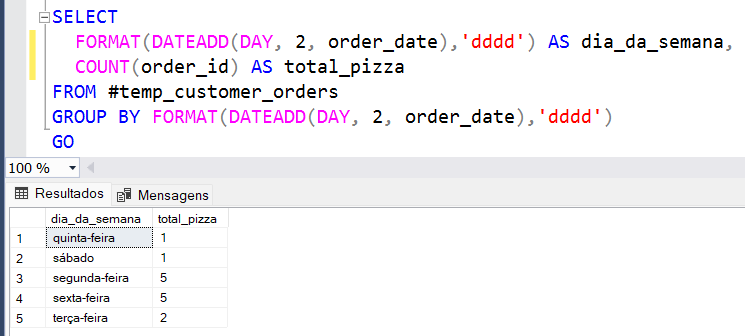 SELECT
FORMAT(DATEADD(DAY, 2, order_date),'dddd') AS dia_da_semana,
COUNT(order_id) AS total_pizza
FROM #temp_customer_orders
GROUP BY FORMAT(DATEADD(DAY, 2, order_date),'dddd')
GO
100 %
Resultados Mensagens
dia_da_semana total_pizza
1 quinta-feira 1
2 sábado 1
3 segunda-feira 5
4 sexta-feira 5
5 terça-feira 2